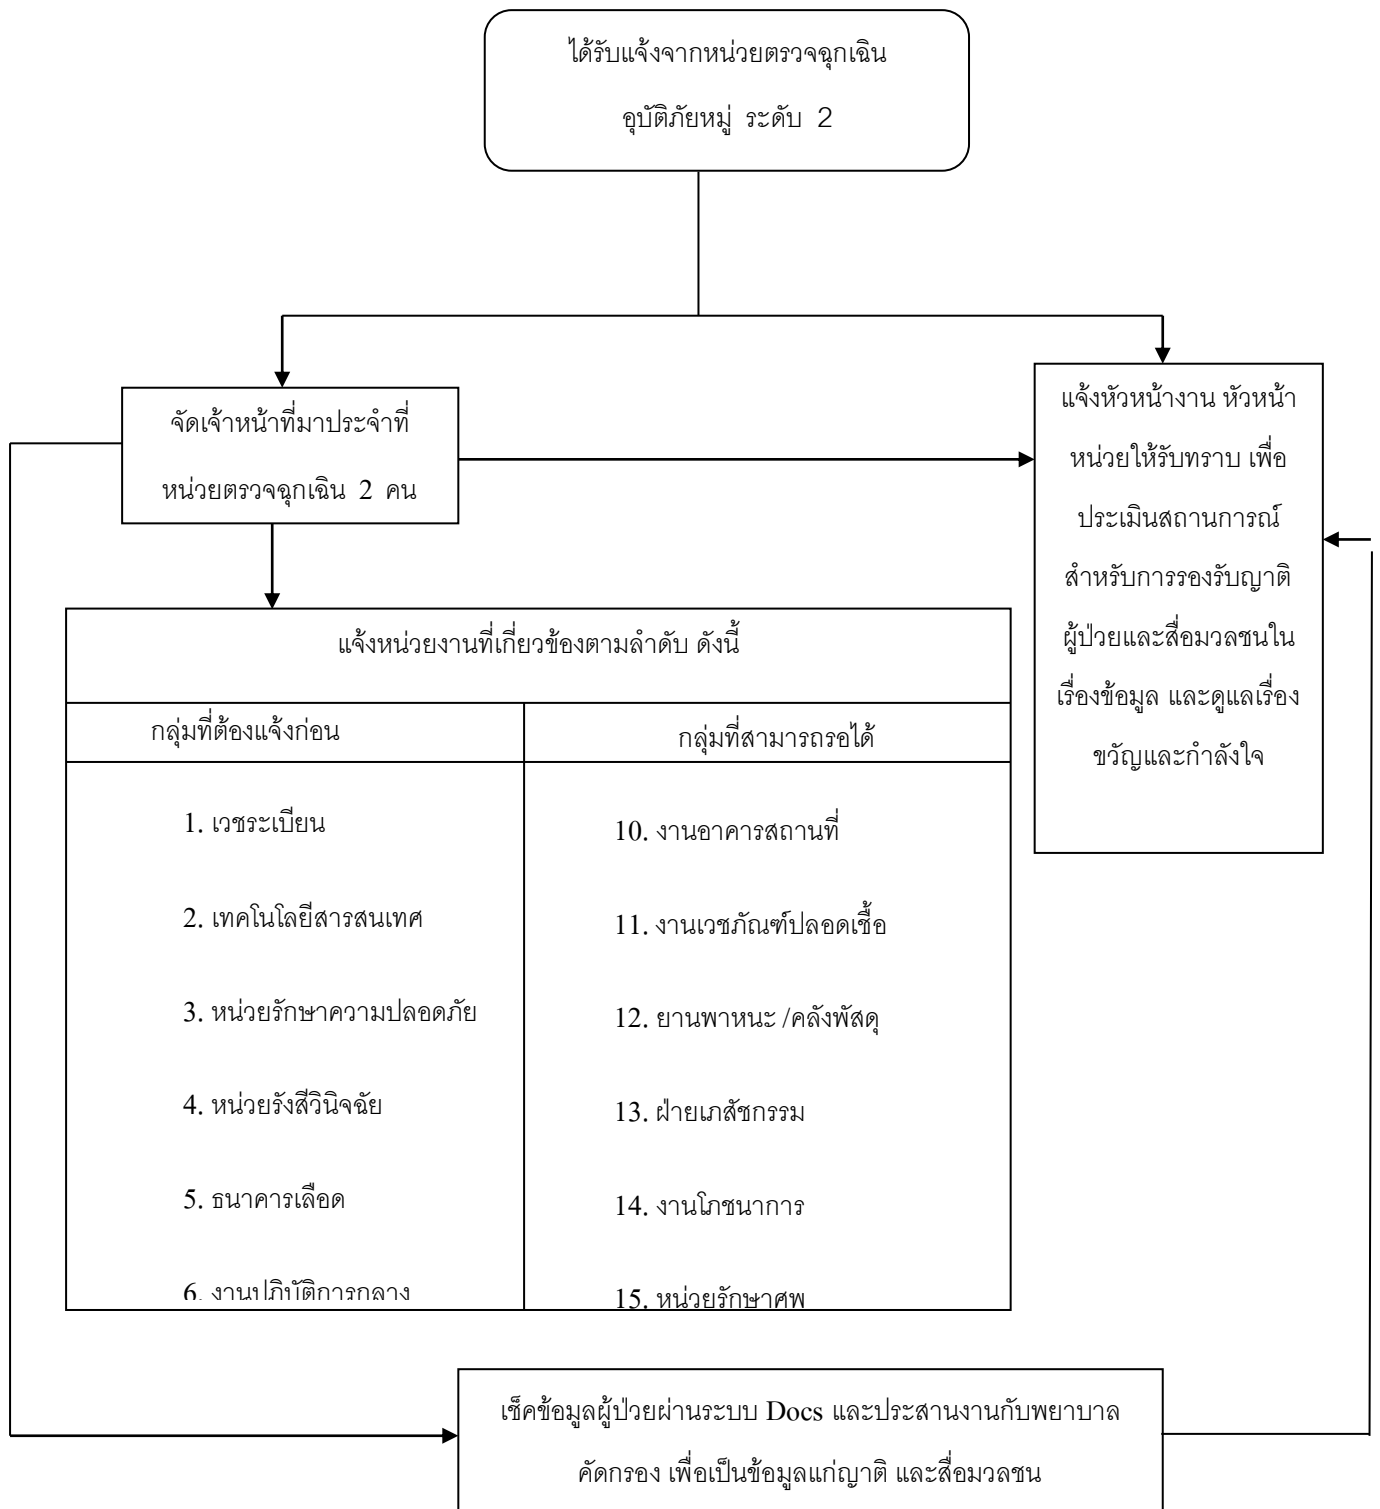 ได้รับแจ้งจากหน่วยตรวจฉุกเฉิน
อุบัติภัยหมู่ ระดับ 2
จัดเจ้าหน้าที่มาประจำที่
หน่วยตรวจฉุกเฉิน 2 คน
แจ้งหัวหน้างาน หัวหน้า
หน่วยให้รับทราบ เพื่อ
ประเมินสถานการณ์
สำหรับการรองรับญาติ
ผู้ป่วยและสื่อมวลชนใน
เรื่องข้อมูล และดูแลเรื่อง
ขวัญและกำลังใจ
แจ้งหน่วยงานที่เกี่ยวข้องตามลำดับ ดังนี้
กลุ่มที่ต้องแจ้งก่อน
1. เวชระเบียน
2. เทคโนโลยีสารสนเทศ
3. หน่วยรักษาความปลอดภัย
4. หน่วยรังสีวินิจฉัย
5. ธนาคารเลือด
6. งานปฏิบัติการกลาง
กลุ่มที่สามารถรอได้
10. งานอาคารสถานที่
11. งานเวชภัณฑ์ปลอดเชื้อ
12. ยานพาหนะ /คลังพัสดุ
13. ฝ่ายเภสัชกรรม
14. งานโภชนาการ
15. หน่วยรักษาศพ
เช็คข้อมูลผู้ป่วยผ่านระบบ Docs และประสานงานกับพยาบาล
คัดกรอง เพื่อเป็นข้อมูลแก่ญาติ และสื่อมวลชน